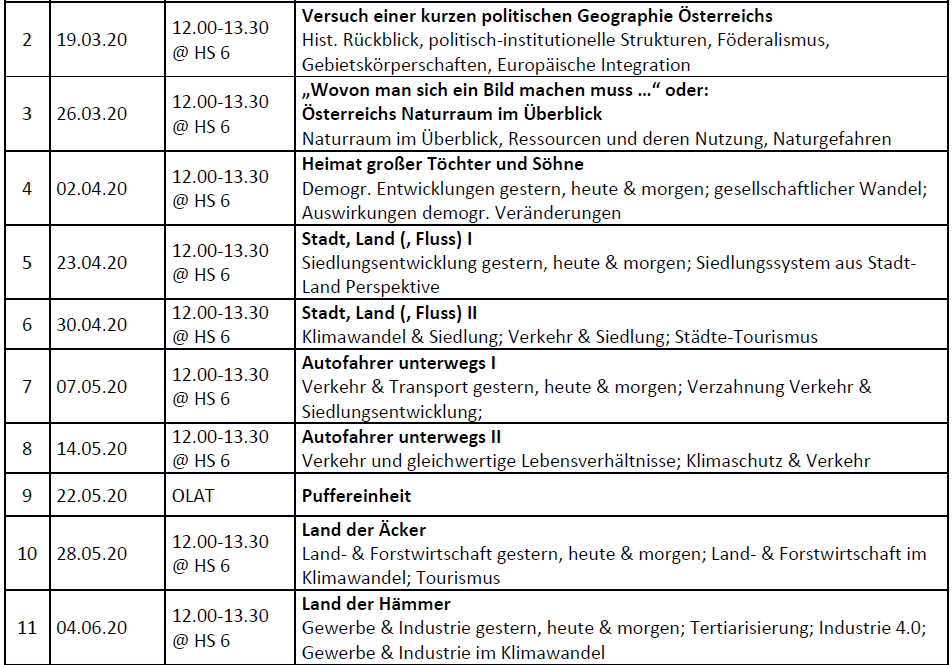 2 19.03.20 12.00-13.30 @ HS 6 Versuch einer kurzen politischen Geographie Österreichs
Hist. Rückblick, politisch-institutionelle Strukturen, Föderalismus,
Gebietskörperschaften, Europäische Integration
3 26.03.20 12.00-13.30 @ HS 6 „Wovon man sich ein Bild machen muss ...“ oder:
Österreichs Naturraum im Überblick
Naturraum im Überblick, Ressourcen und deren Nutzung, Naturgefahren
4 02.04.20 12.00-13.30 @ HS 6 Heimat großer Töchter und Söhne
Demogr. Entwicklungen gestern, heute & morgen; gesellschaftlicher Wandel;
Auswirkungen demogr. Veränderungen
5 23.04.20 12.00-13.30 @ HS 6 Stadt, Land (, Fluss) I
Siedlungsentwicklung gestern, heute & morgen; Siedlungssystem aus Stadt-
Land Perspektive
6 30.04.20 12.00-13.30 @ HS 6 Stadt, Land (, Fluss) II
Klimawandel & Siedlung; Verkehr & Siedlung; Städte-Tourismus
7 07.05.20 12.00-13.30 @ HS 6 Autofahrer unterwegs I
Verkehr & Transport gestern, heute & morgen; Verzahnung Verkehr &
Siedlungsentwicklung;
8 14.05.20 12.00-13.30 @ HS 6 Autofahrer unterwegs II
Verkehr und gleichwertige Lebensverhältnisse; Klimaschutz & Verkehr
9 22.05.20 OLAT Puffereinheit
10 28.05.20 12.00-13.30 @ HS 6 Land der Äcker
Land- & Forstwirtschaft gestern, heute & morgen; Land- & Forstwirtschaft im
Klimawandel; Tourismus
11 04.06.20 12.00-13.30 @ HS 6 Land der Hämmer
Gewerbe & Industrie gestern, heute & morgen; Tertiarisierung; Industrie 4.0;
Gewerbe & Industrie im Klimawandel